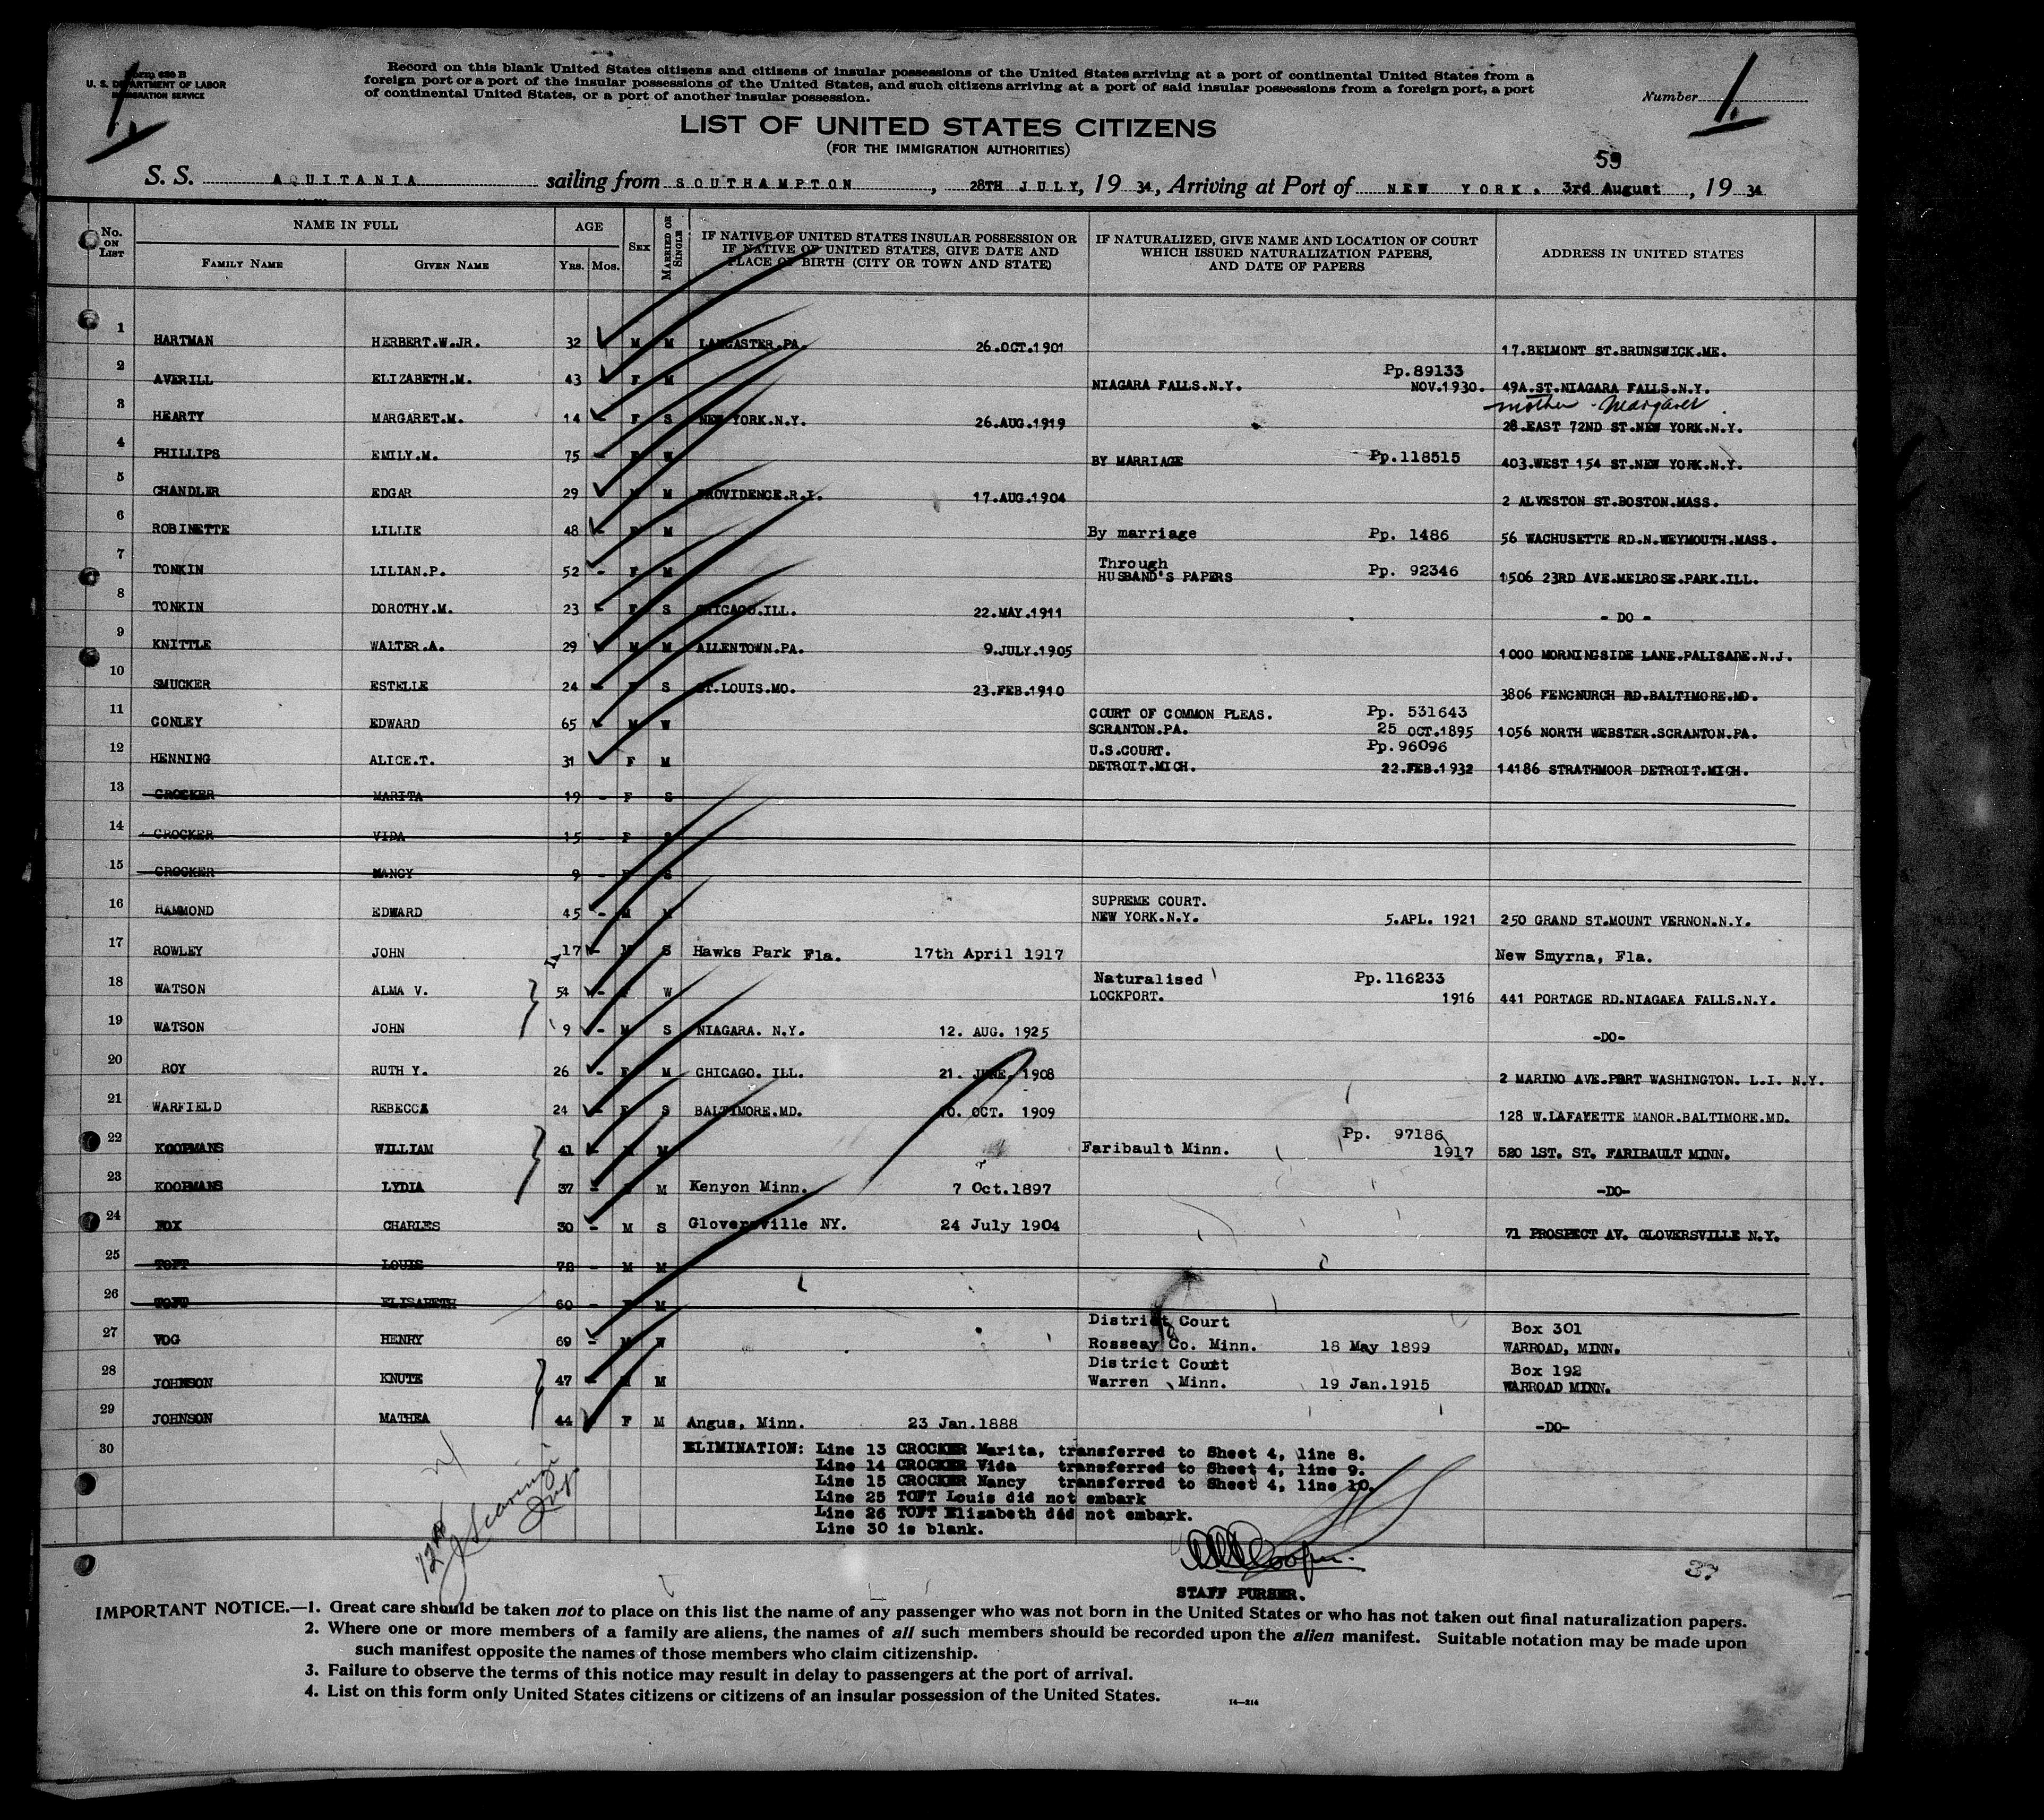 Form 630 B
U. S. DEPARTMENT OF LABOR
IMMIGRATION SERVICE
1.
Record on this blank United States citizens and citizens of insular possessions of the United States arriving at a port of continental United States from a
foreign port or a port of the insular possessions of the United States, and such citizens arriving at a port of said insular possessions from a foreign port, a port
of continental United States, or a port of another insular possession.
Number 1.
LIST OF UNITED STATES CITIZENS
(FOR THE IMMIGRATION AUTHORITIES)
S. S. AQUITANIA sailing from SOUTHAMPTON, 28TH JULY, 19 34, Arriving at Port of NEW YORK. 3rd August, 19 34
No. ON LIST
NAME IN FULL
FAMILY NAME GIVEN NAME
AGE
Yrs. Mos.
SEX
MARRIED OR SINGLE
IF NATIVE OF UNITED STATES INSULAR POSSESSION OR
IF NATIVE OF UNITED STATES, GIVE DATE AND
PLACE OF BIRTH (CITY OR TOWN AND STATE)
IF NATURALIZED, GIVE NAME AND LOCATION OF COURT
WHICH ISSUED NATURALIZATION PAPERS,
AND DATE OF PAPERS
ADDRESS IN UNITED STATES
1 HARTMAN HERBERT.W.JR. 32 M M LANCASTER.PA. 26.OCT.1901 17.BELMONT ST.BRUNSWICK.ME.
2 AVERILL ELIZABETH.M. 43 F M NIAGARA FALLS.N.Y. Pp.89133 NOV.1930. 49A.ST.NIAGARA FALLS.N.Y.
mother - Margaret
3 HEARTY MARGARET.M. 14 F S NEW YORK.N.Y. 26.AUG.1919 28.EAST 72ND ST.NEW YORK.N.Y.
4 PHILLIPS EMILY.M. 75 - F W BY MARRIAGE Pp.118515 403.WEST 154 ST.NEW YORK.N.Y.
5 CHANDLER EDGAR 29 M M PROVIDENCE.R.I. 17.AUG.1904 2 ALVESTON ST.BOSTON.MASS.
6 ROBINETTE LILLIE 48 - F M By marriage Pp. 1486 56 WACHUSETTE RD.N.WEYMOUTH.MASS.
7 TONKIN LILIAN.P. 52 - F M Through HUSBAND'S PAPERS Pp. 92346 1506 23RD AVE.MELROSE.PARK.ILL.
8 TONKIN DOROTHY.M. 23 - F S CHICAGO.ILL. 22.MAY.1911 - DO -
9 KNITTLE WALTER.A. 29 M M ALLENTOWN.PA. 9.JULY.1905 1000 MORNINGSIDE LANE.PALISADE.N.J.
10 SMUCKER ESTELLE 24 - F S ST.LOUIS.MO. 23.FEB.1910 3806 FENCHURCH RD.BALTIMORE.MD.
11 CONLEY EDWARD 65 M W COURT OF COMMON PLEAS. Pp. 531643
SCRANTON.PA. 25 OCT.1895 1056 NORTH WEBSTER.SCRANTON.PA.
12 HENNING ALICE.T. 31 F M U.S.COURT. Pp.96096
DETROIT.MICH. 22.FEB.1932 14186 STRATHMOOR DETROIT.MICH.
13 CROCKER MARITA 19 - F S
14 CROCKER VIDA 15 - F S
15 CROCKER NANCY 9 - F S
16 HAMMOND EDWARD 45 - M M SUPREME COURT.
NEW YORK.N.Y. 5.APL. 1921 250 GRAND ST.MOUNT VERNON.N.Y.
17 ROWLEY JOHN 17 - M S Hawks Park Fla. 17th April 1917 New Smyrna, Fla.
18 WATSON ALMA V. 54 - F W Naturalised Pp.116233
LOCKPORT. 1916 441 PORTAGE RD.NIAGAEA FALLS.N.Y.
19 WATSON JOHN 9 - M S NIAGARA. N.Y. 12. AUG. 1925 -DO-
20 ROY RUTH Y. 26 - F M CHICAGO. ILL. 21. JUNE. 1908 2 MARINO AVE.PORT WASHINGTON. L.I. N.Y.
21 WARFIELD REBECCA 24 - F S BALTIMORE.MD. 10. OCT. 1909 128 W.LAFAYETTE MANOR.BALTIMORE.MD.
22 KOOPMANS WILLIAM 41 - M M Faribault Minn. Pp. 97186 1917 520 1ST. ST. FARIBAULT MINN.
23 KOOPMANS LYDIA 37 - F M Kenyon Minn. 7 Oct.1897 -DO-
24 FOX CHARLES 30 - M S Gloversville NY. 24 July 1904 71 PROSPECT AV. GLOVERSVILLE N.Y.
25 TOFT LOUIS 72 - M M
26 TOFT ELISABETH 60 - F M
27 VOG HENRY 69 - M W District Court Box 301
Rosseay Co. Minn. 18 May 1899 WARROAD, MINN.
28 JOHNSON KNUTE 47 - M M District Court Box 192
Warren Minn. 19 Jan.1915 WARROAD MINN.
29 JOHNSON MATHEA 44 F M Angus, Minn. 23 Jan.1888 -DO-
30 ELIMINATION: Line 13 CROCKER Marita, transferred to Sheet 4, line 8.
Line 14 CROCKER Vida transferred to Sheet 4, line 9.
Line 15 CROCKER Nancy transferred to Sheet 4, line 10.
Line 25 TOFT Louis did not embark
Line 26 TOFT Elizabeth did not embark.
Line 30 is blank.
Cooper.
STAFF PURSER.
37
IMPORTANT NOTICE.—1. Great care should be taken not to place on this list the name of any passenger who was not born in the United States or who has not taken out final naturalization papers.
2. Where one or more members of a family are aliens, the names of all such members should be recorded upon the alien manifest. Suitable notation may be made upon
such manifest opposite the names of those members who claim citizenship.
3. Failure to observe the terms of this notice may result in delay to passengers at the port of arrival.
4. List on this form only United States citizens or citizens of an insular possession of the United States.
14—214